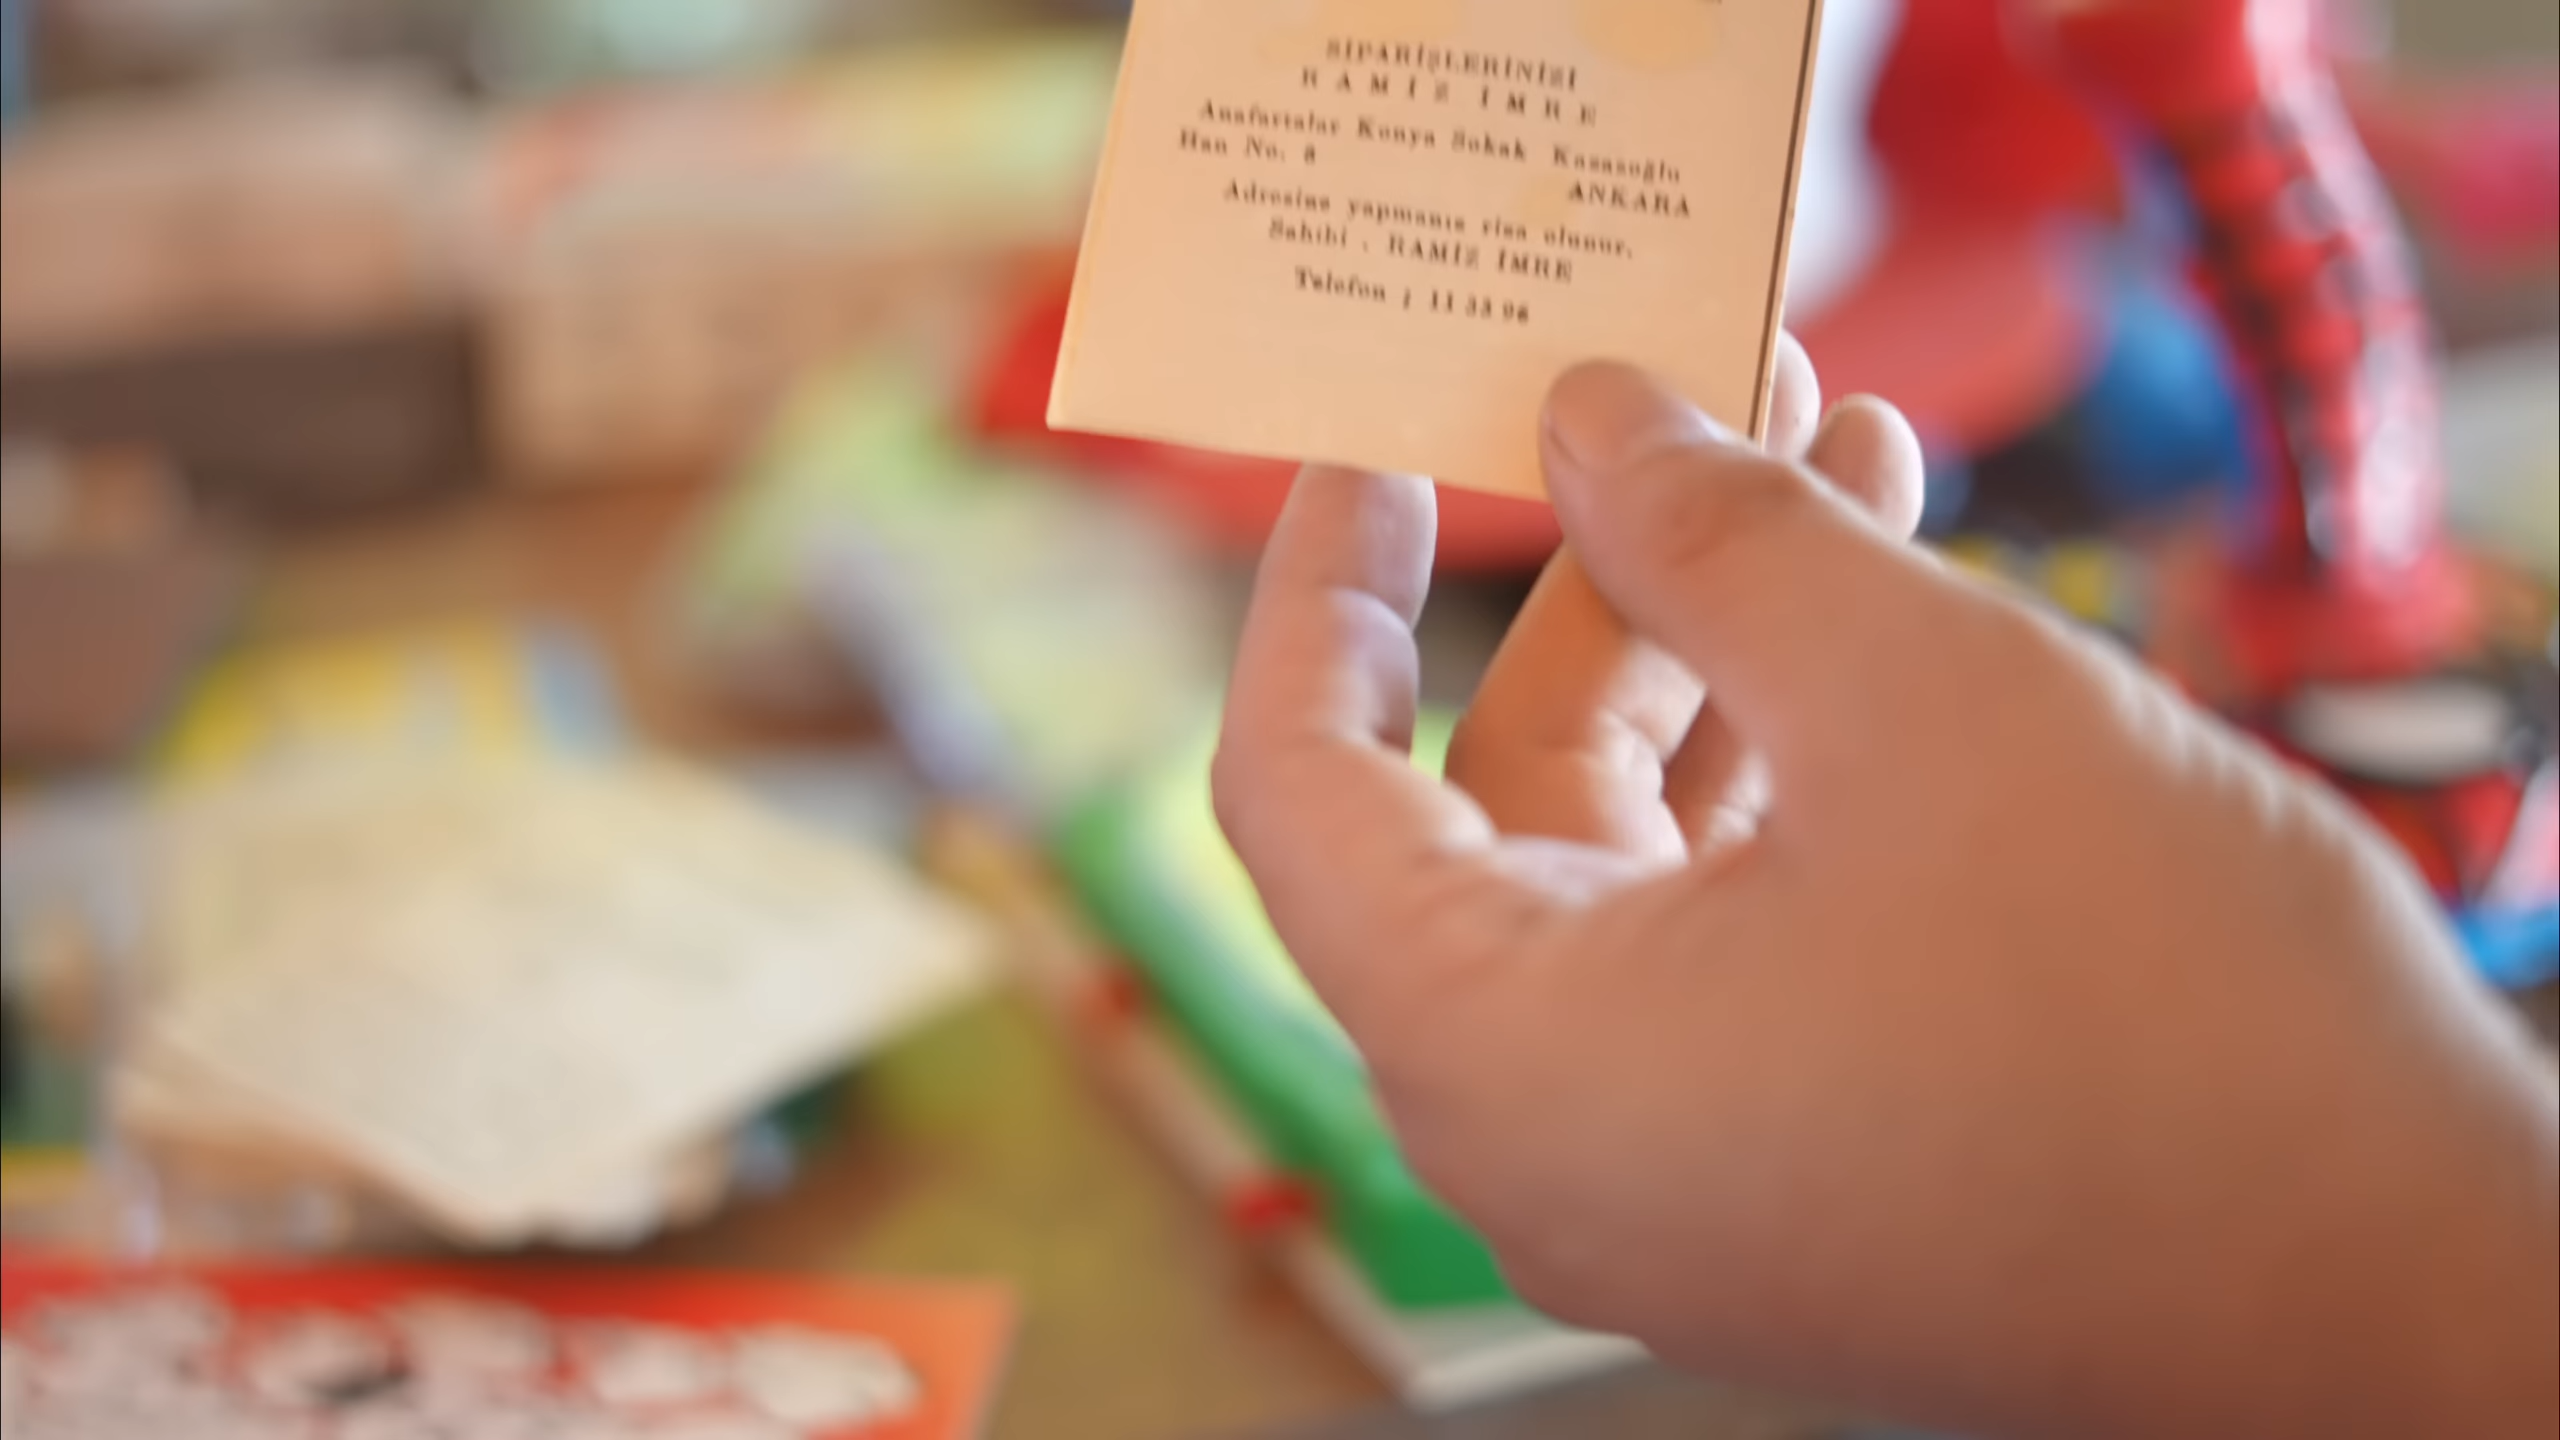 SİPARİŞLERİNİZİ
RAMİZ İMRE
Anafartalar Konya Sokak Kasasoğlu
Han No. 8
ANKARA
Adresine yapmanıs rica olunur.
Sahibi . RAMİZ İMRE
Telefon ; 11 33 96